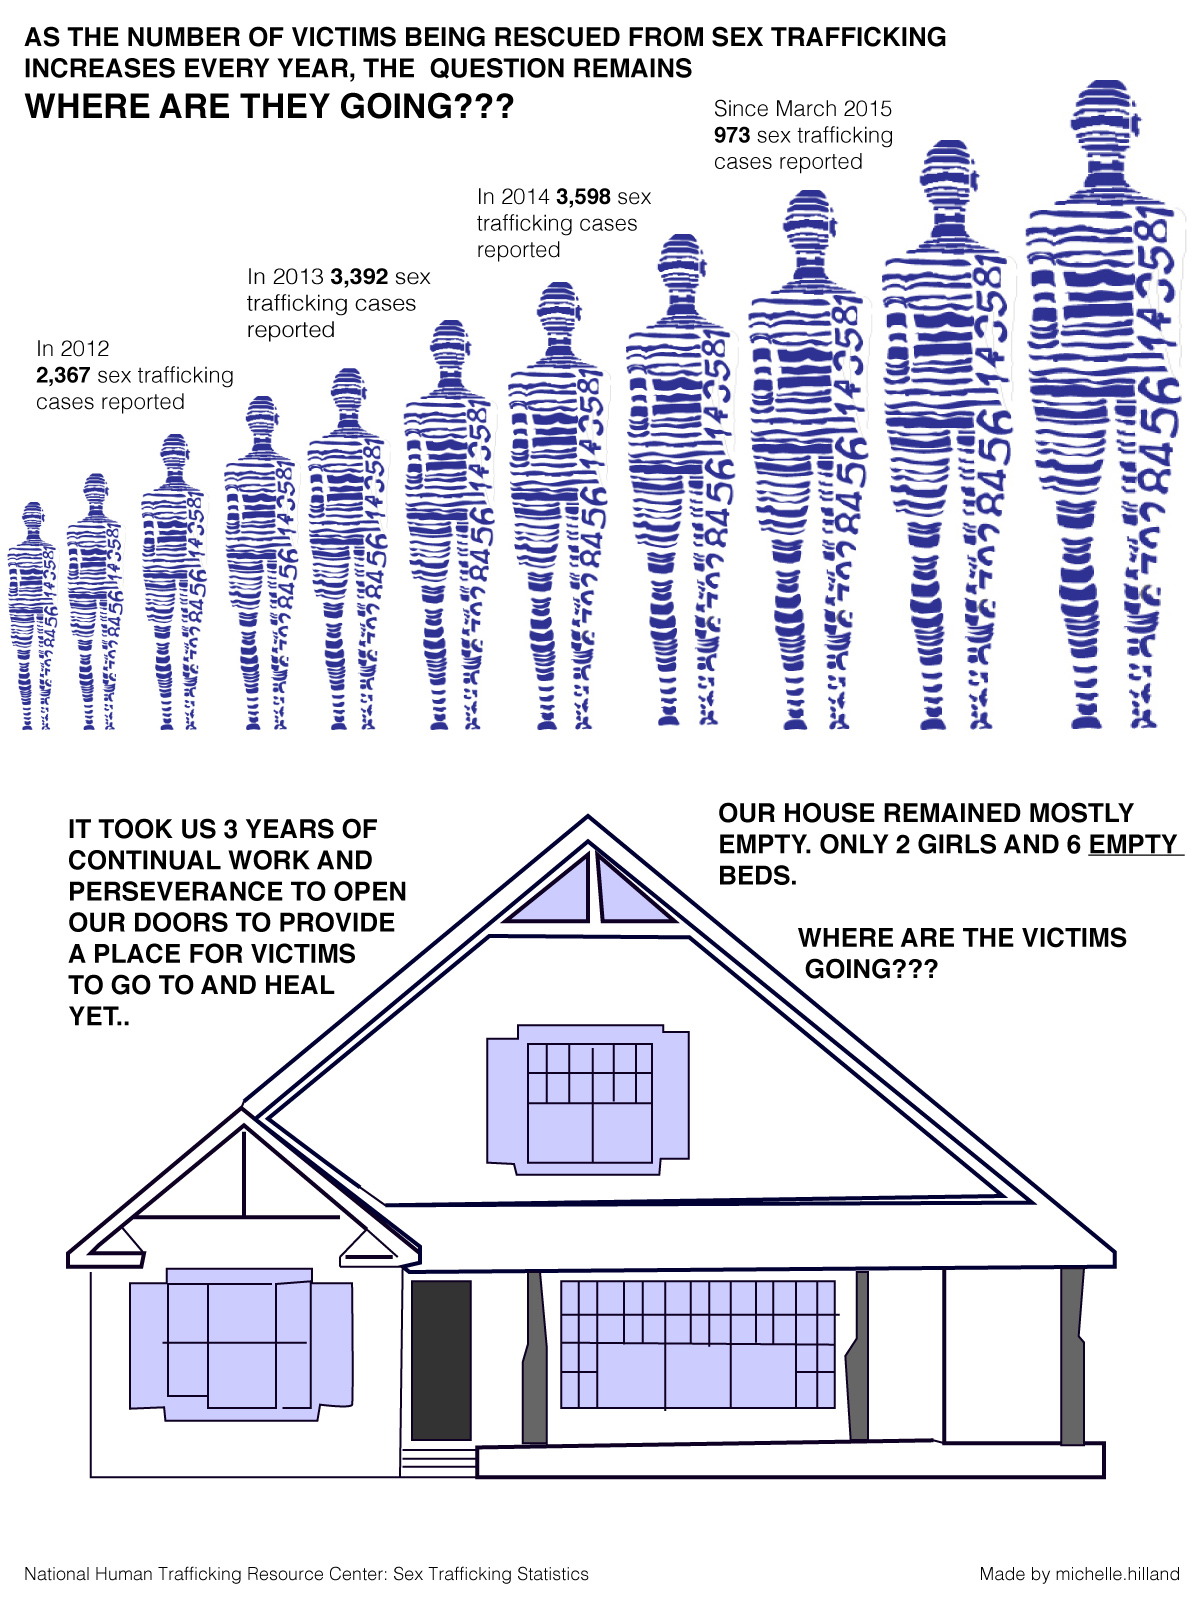 AS THE NUMBER OF VICTIMS BEING RESCUED FROM SEX TRAFFICKING
INCREASES EVERY YEAR, THE QUESTION REMAINS
WHERE ARE THEY GOING???
Since March 2015
973 sex trafficking
cases reported
In 2014 3,598 sex
trafficking cases
reported
In 2013 3,392 sex
trafficking cases
reported
In 2012
2,367 sex trafficking
cases reported
IT TOOK US 3 YEARS OF
CONTINUAL WORK AND
PERSEVERANCE TO OPEN
OUR DOORS TO PROVIDE
A PLACE FOR VICTIMS
TO GO TO AND HEAL
YET..
OUR HOUSE REMAINED MOSTLY
EMPTY. ONLY 2 GIRLS AND 6 EMPTY
BEDS.
WHERE ARE THE VICTIMS
GOING???
National Human Trafficking Resource Center: Sex Trafficking Statistics
Made by michelle.hilland